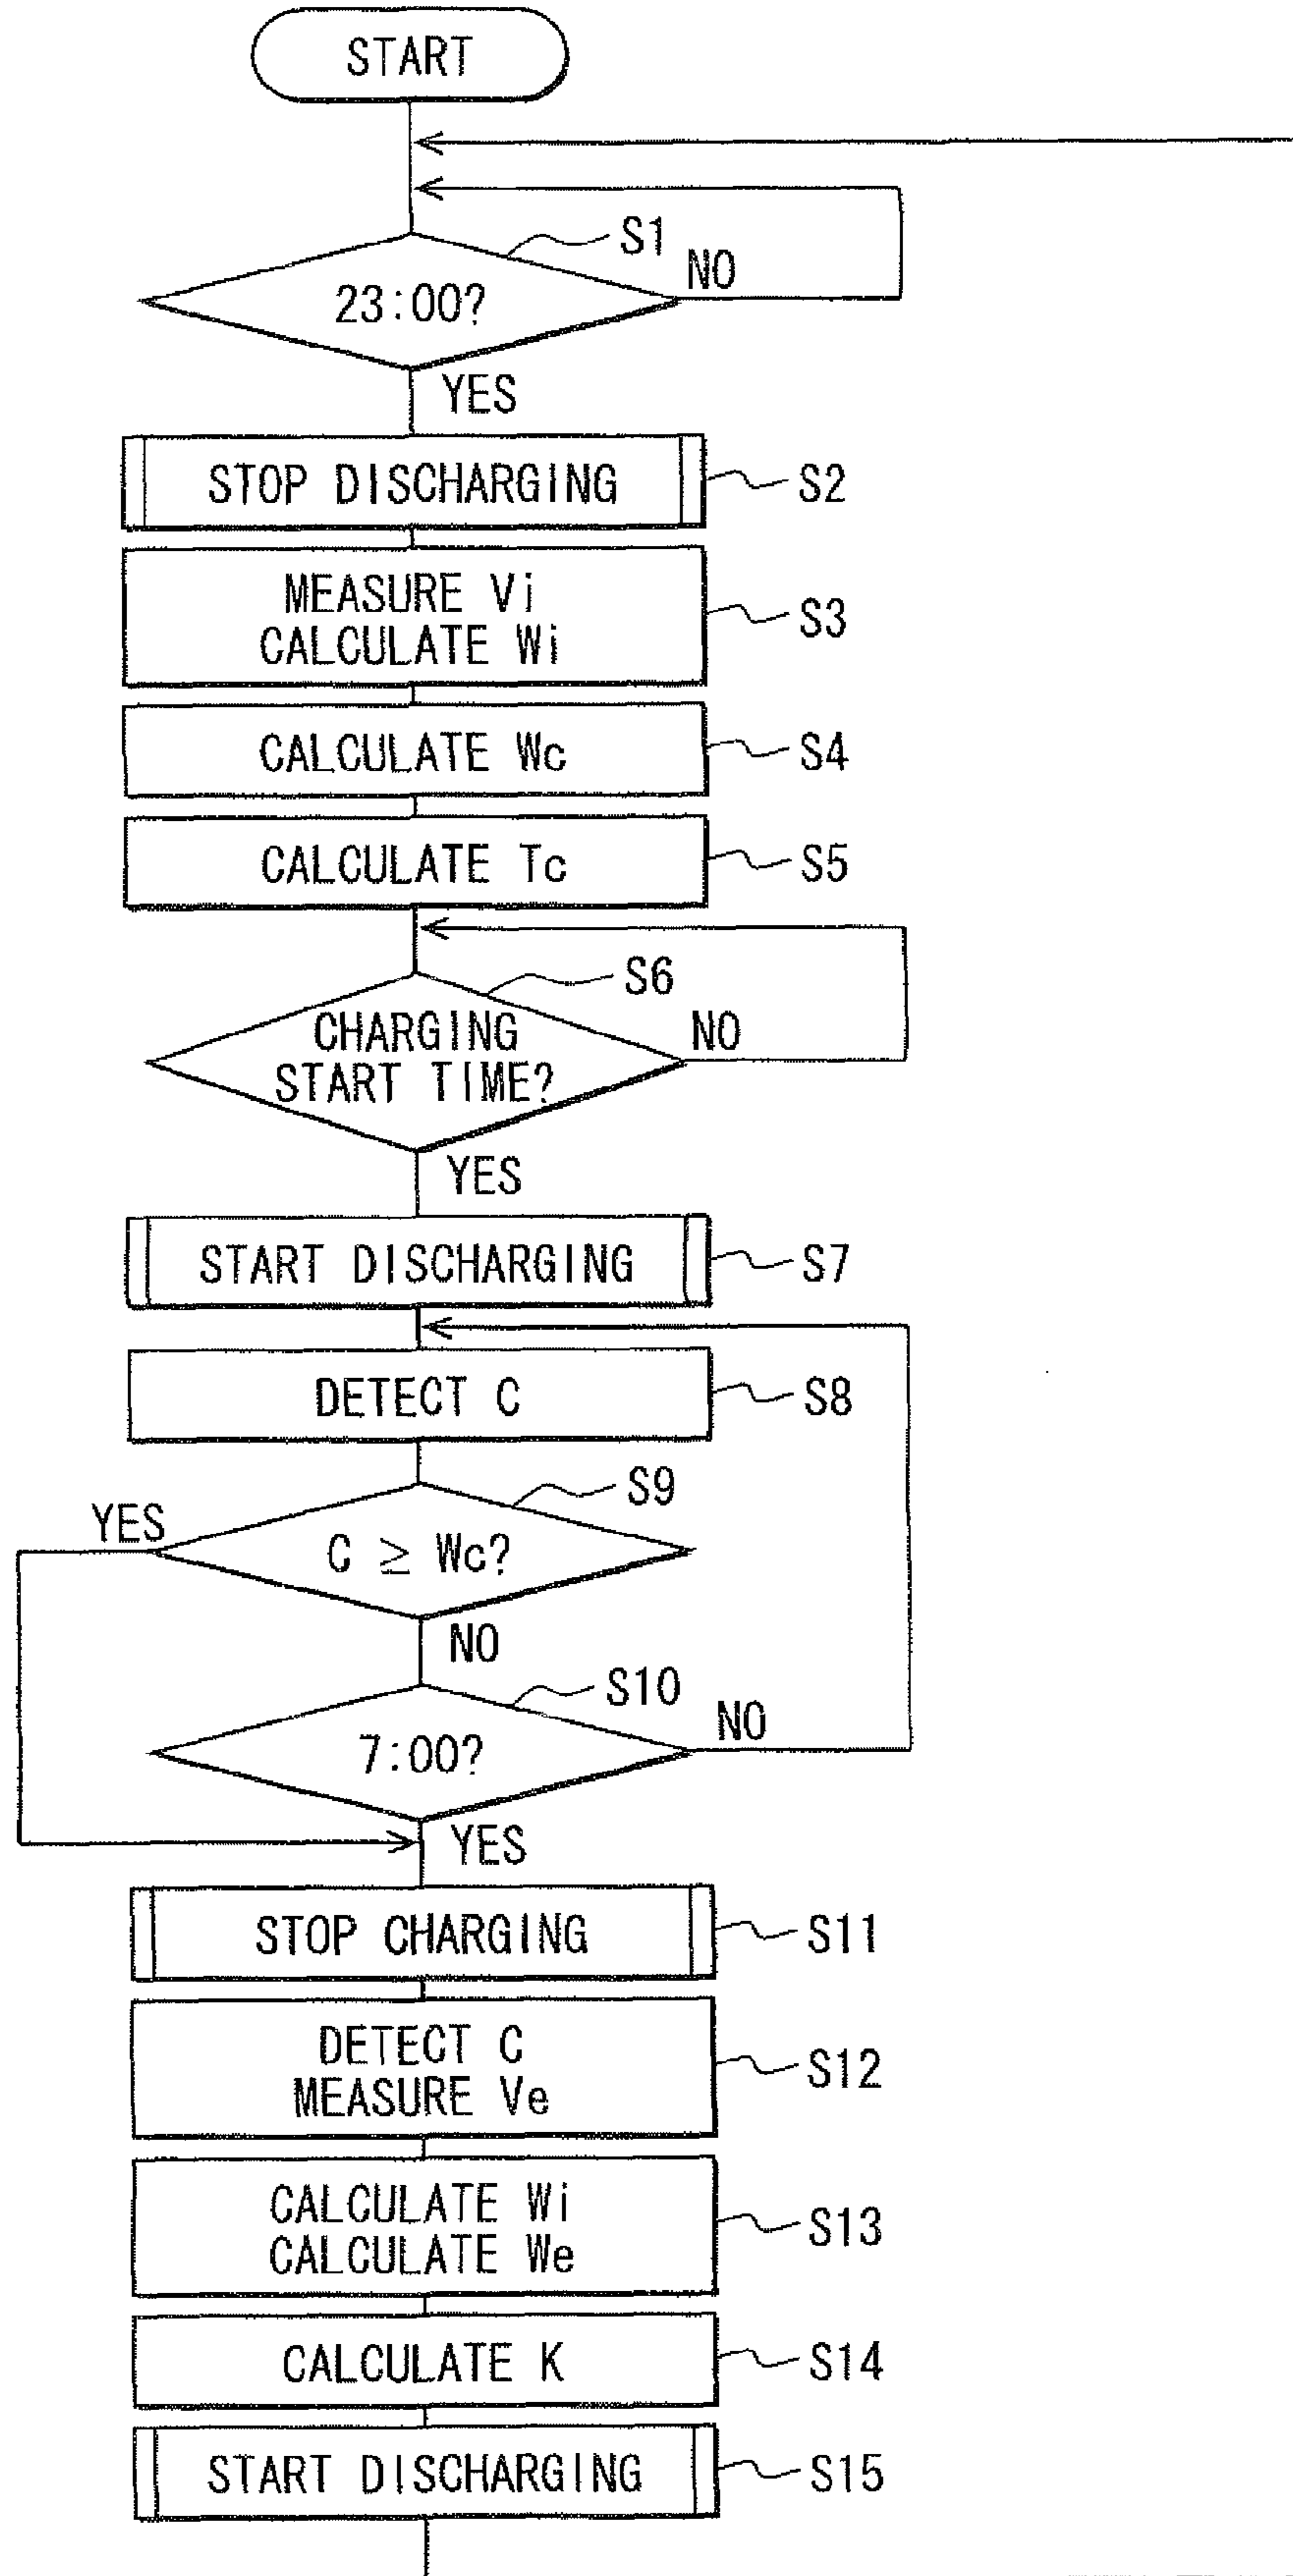 START
S1
NO
23:00?
YES
STOP DISCHARGING
S2
MEASURE Vi
CALCULATE Wi
S3
CALCULATE Wc
S4
CALCULATE Tc
S5
S6
NO
CHARGING
START TIME?
YES
START DISCHARGING
S7
DETECT C
S8
S9
YES
C ≥ Wc?
NO
S10
NO
7:00?
YES
STOP CHARGING
S11
DETECT C
MEASURE Ve
S12
CALCULATE Wi
CALCULATE We
S13
CALCULATE K
S14
START DISCHARGING
S15